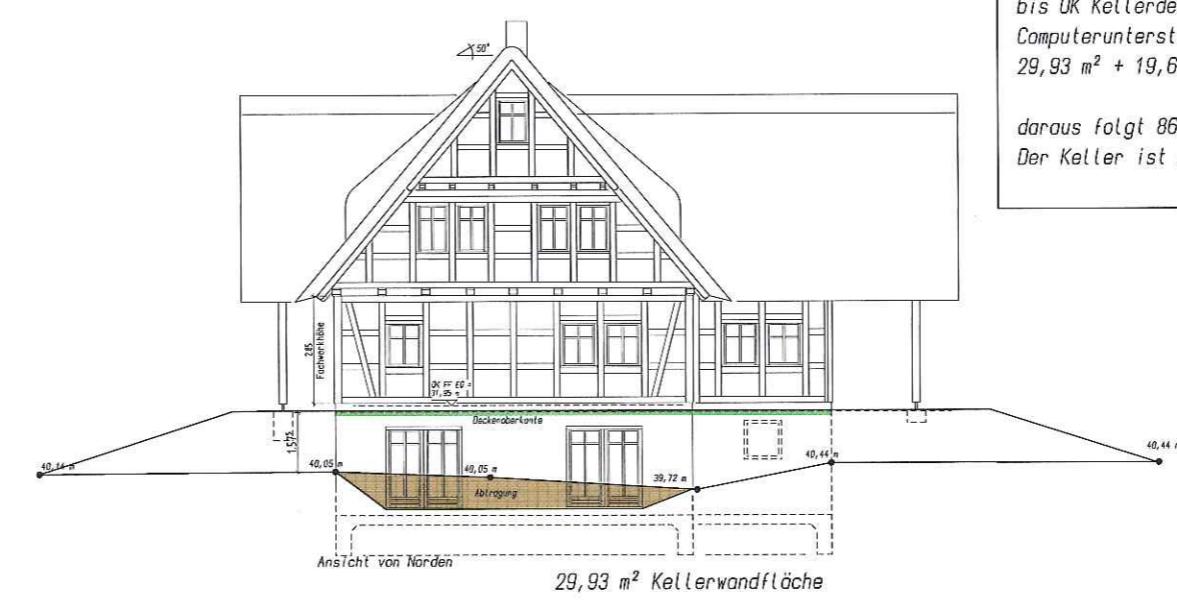 bis OK Kellerde
Computerunterst
29,93 m² + 19,6
daraus folgt 86
Der Keller ist
50°
285
Fachwerkhöhe
OK FF EG =
Deckenoberkante
1,57⁵
40,14 m
40,05 m
40,05 m
39,72 m
40,44 m
40,44 m
Abtragung
Ansicht von Norden
29,93 m² Kellerwandfläche